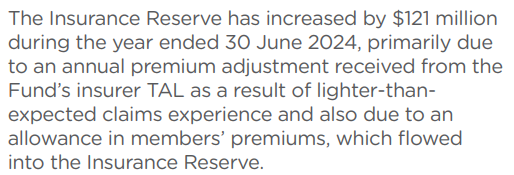 The Insurance Reserve has increased by $121 million
during the year ended 30 June 2024, primarily due
to an annual premium adjustment received from the
Fund's insurer TAL as a result of lighter-than-
expected claims experience and also due to an
allowance in members' premiums, which flowed
into the Insurance Reserve.